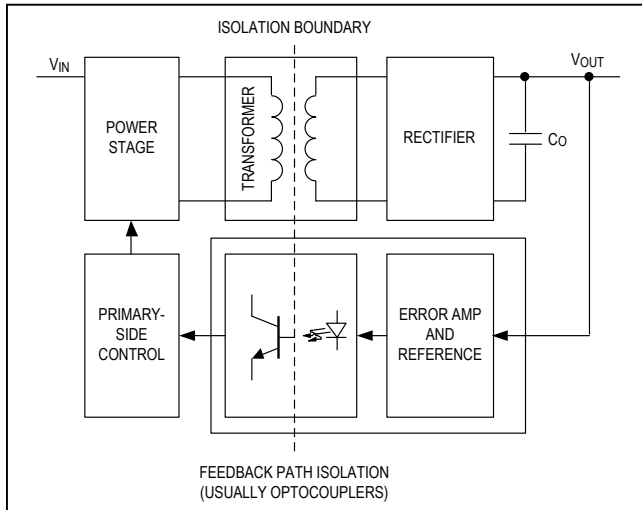 ISOLATION BOUNDARY
VIN
VOUT
POWER
STAGE
TRANSFORMER
RECTIFIER
CO
PRIMARY-
SIDE
CONTROL
ERROR AMP
AND
REFERENCE
FEEDBACK PATH ISOLATION
(USUALLY OPTOCOUPLERS)